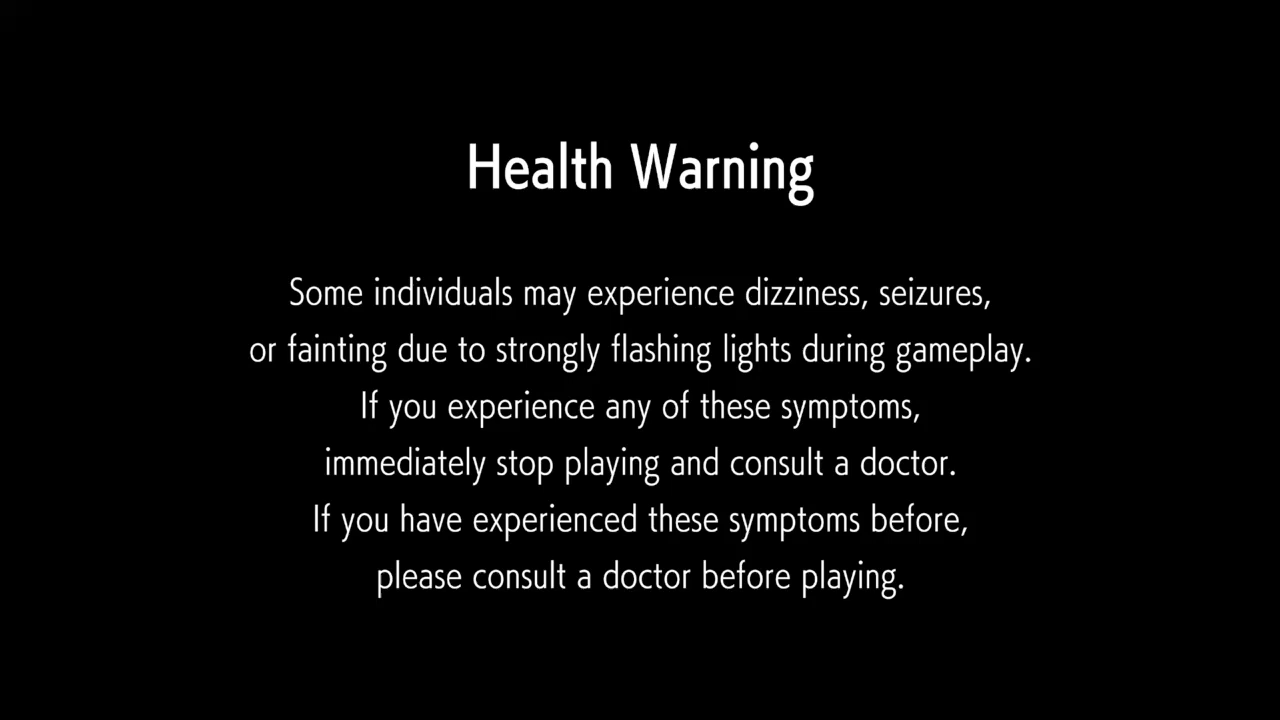 Health Warning
Some individuals may experience dizziness, seizures,
or fainting due to strongly flashing lights during gameplay.
If you experience any of these symptoms,
immediately stop playing and consult a doctor.
If you have experienced these symptoms before,
please consult a doctor before playing.